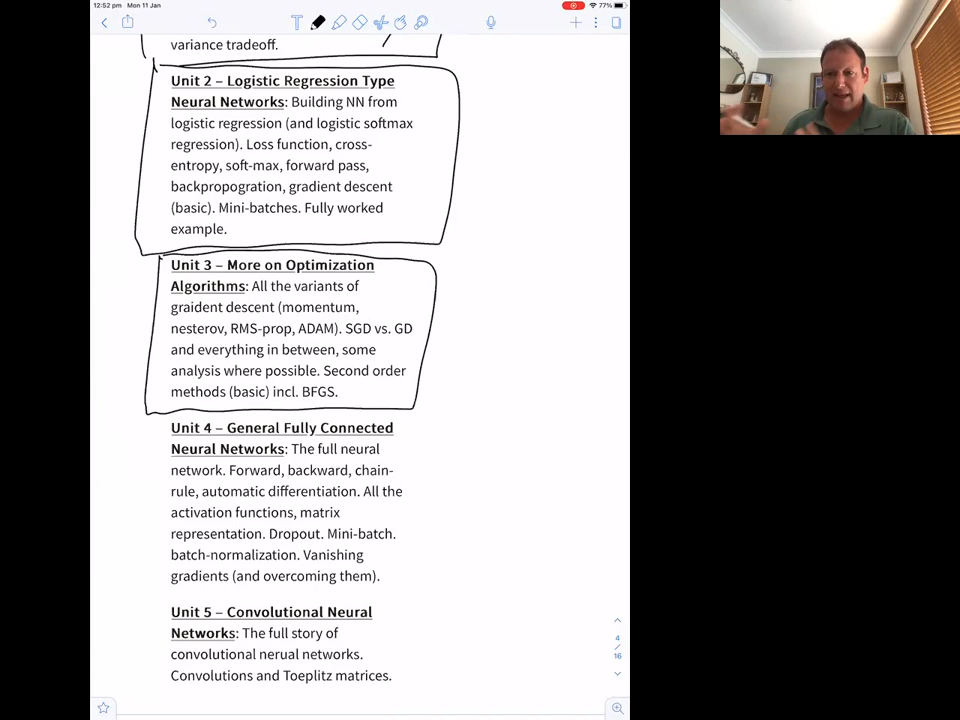 12:52 pm Mon 11 Jan
77%
variance tradeoff.
Unit 2 – Logistic Regression Type
Neural Networks: Building NN from
logistic regression (and logistic softmax
regression). Loss function, cross-
entropy, soft-max, forward pass,
backpropogration, gradient descent
(basic). Mini-batches. Fully worked
example.
Unit 3 – More on Optimization
Algorithms: All the variants of
graident descent (momentum,
nesterov, RMS-prop, ADAM). SGD vs. GD
and everything in between, some
analysis where possible. Second order
methods (basic) incl. BFGS.
Unit 4 – General Fully Connected
Neural Networks: The full neural
network. Forward, backward, chain-
rule, automatic differentiation. All the
activation functions, matrix
representation. Dropout. Mini-batch.
batch-normalization. Vanishing
gradients (and overcoming them).
Unit 5 – Convolutional Neural
Networks: The full story of
convolutional nerual networks.
Convolutions and Toeplitz matrices.
4
/
16